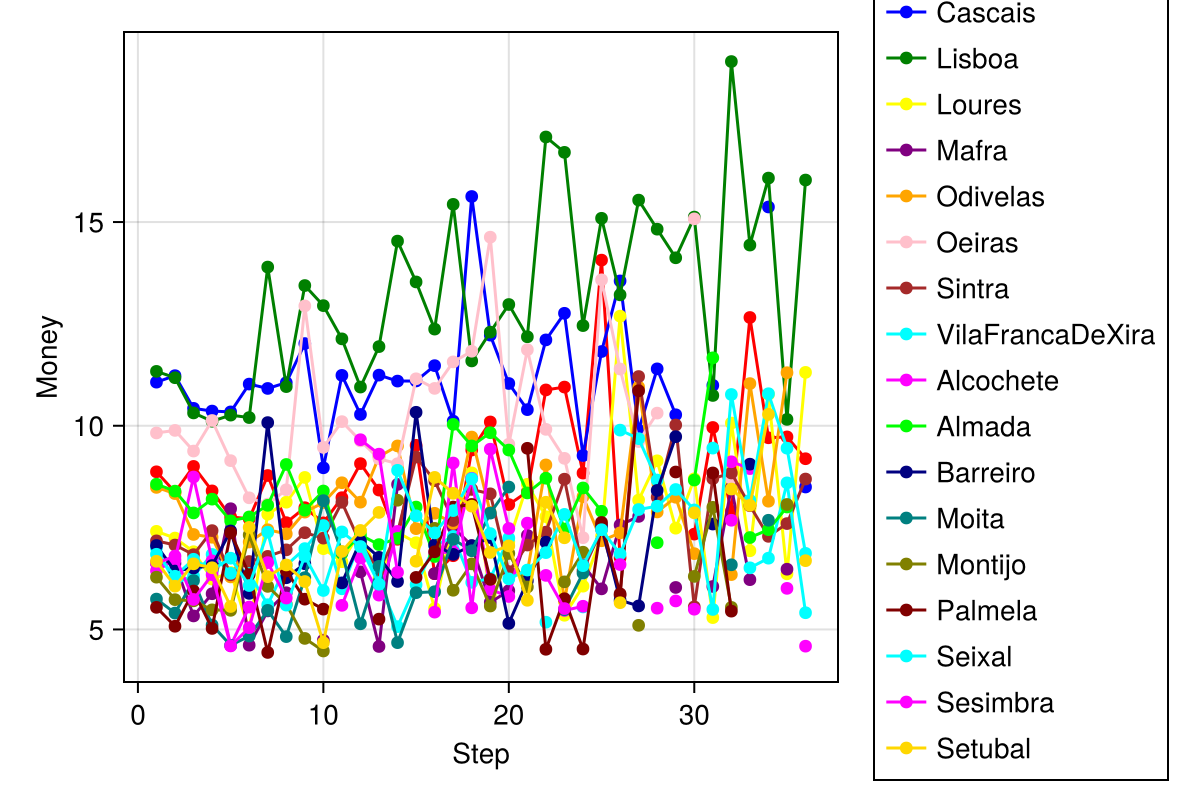 Cascais
Lisboa
Loures
Mafra
Odivelas
Oeiras
Sintra
VilaFrancaDeXira
Alcochete
Almada
Barreiro
Moita
Montijo
Palmela
Seixal
Sesimbra
Setubal
Money
15
10
5
0 10 20 30
Step